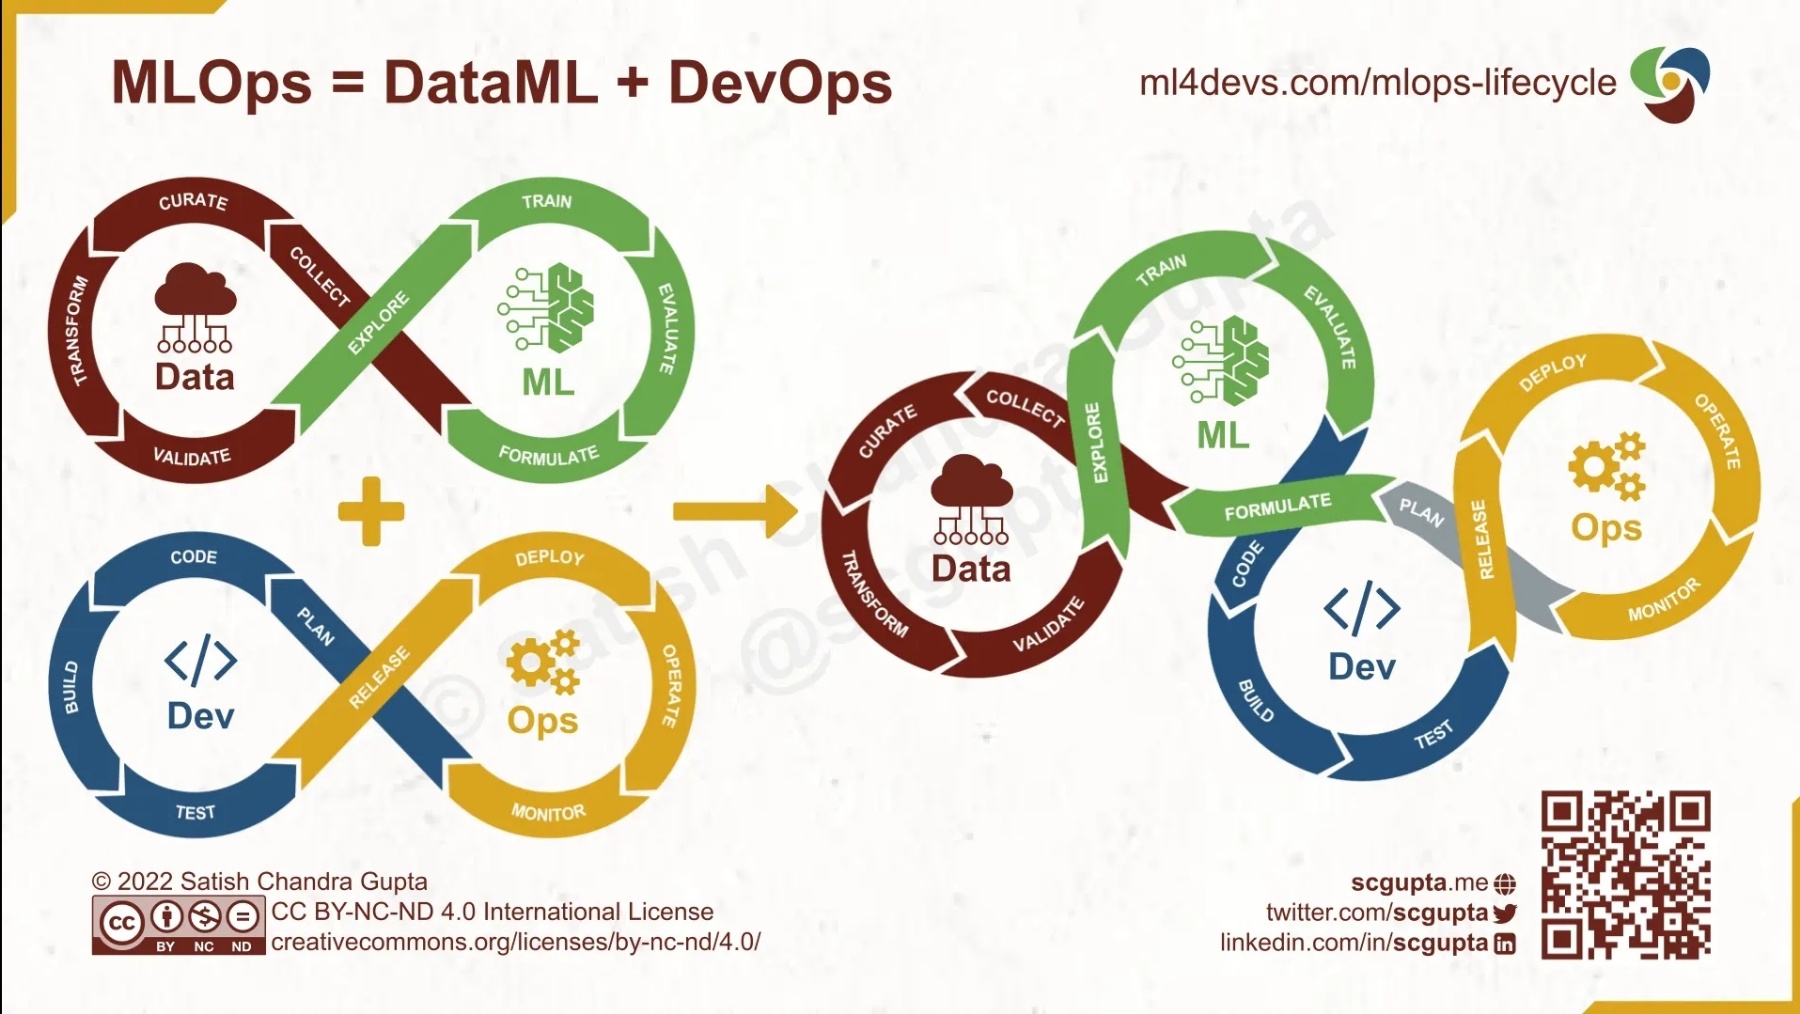 MLOps = DataML + DevOps
ml4devs.com/mlops-lifecycle
CURATE
COLLECT
TRANSFORM
VALIDATE
Data
EXPLORE
TRAIN
EVALUATE
FORMULATE
ML
CODE
PLAN
BUILD
TEST
Dev
RELEASE
DEPLOY
OPERATE
MONITOR
Ops
CURATE
COLLECT
TRANSFORM
VALIDATE
Data
EXPLORE
TRAIN
EVALUATE
FORMULATE
ML
CODE
PLAN
BUILD
TEST
Dev
RELEASE
DEPLOY
OPERATE
MONITOR
Ops
© Satish Chandra Gupta
@scgupta
© 2022 Satish Chandra Gupta
CC BY NC ND
CC BY-NC-ND 4.0 International License
creativecommons.org/licenses/by-nc-nd/4.0/
scgupta.me
twitter.com/scgupta
linkedin.com/in/scgupta in